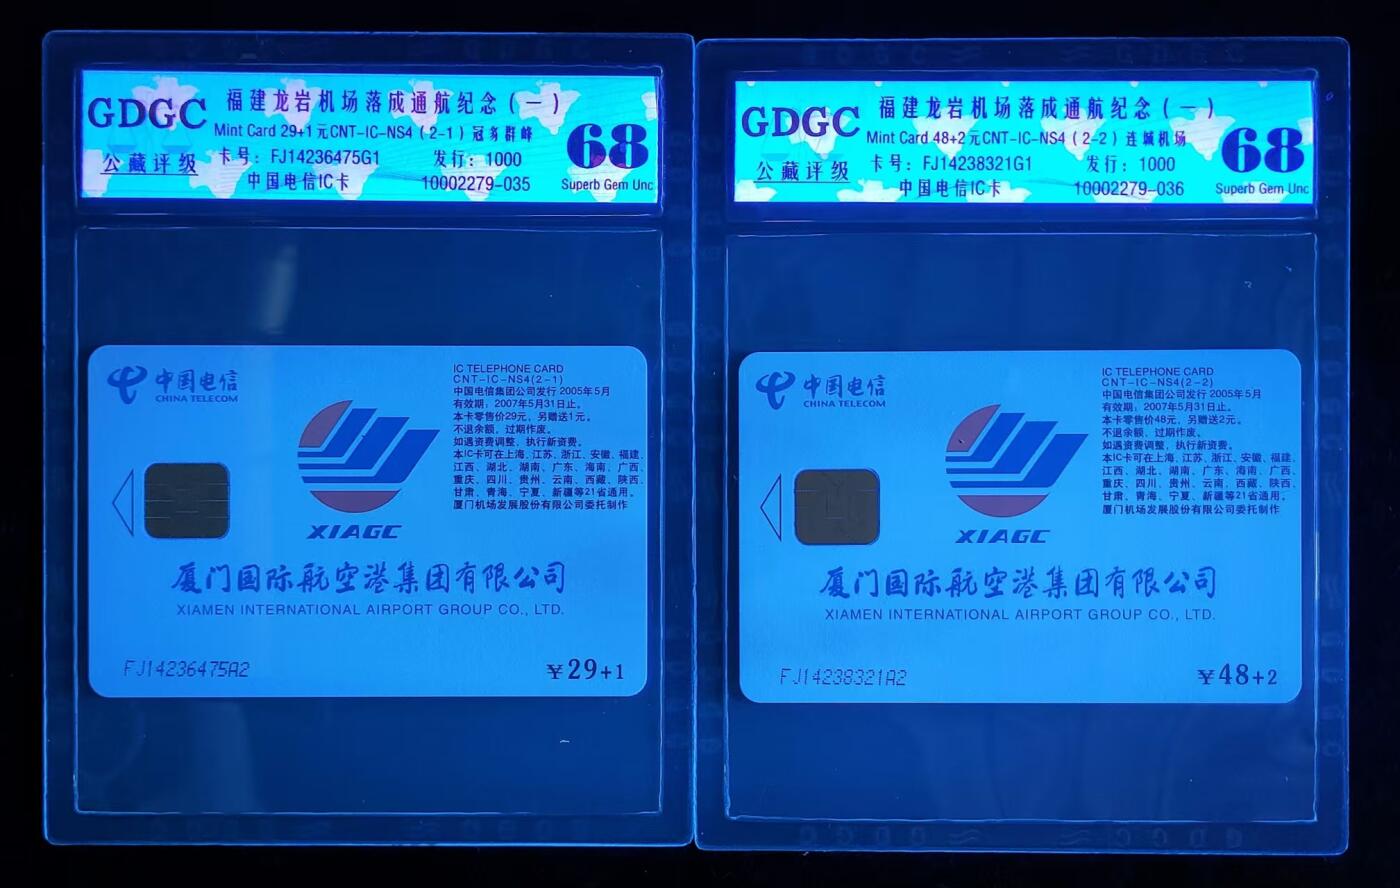 GDGC
公藏评级
福建龙岩机场落成通航纪念(一)
Mint Card 29+1元CNT-IC-NS4(2-1)冠豸群峰
卡号：FJ14236475G1 发行：1000
中国电信IC卡 10002279-035
68
Superb Gem Unc
中国电信
CHINA TELECOM
IC TELEPHONE CARD
CNT-IC-NS4(2-1)
中国电信集团公司发行 2005年5月
有效期：2007年5月31日止。
本卡零售价29元，另赠送1元。
不退余额，过期作废。
如遇资费调整，执行新资费。
本IC卡可在上海、江苏、浙江、安徽、福建、
江西、湖北、湖南、广东、海南、广西、
重庆、四川、贵州、云南、西藏、陕西、
甘肃、青海、宁夏、新疆等21省通用。
厦门机场发展股份有限公司委托制作
XIAGC
厦门国际航空港集团有限公司
XIAMEN INTERNATIONAL AIRPORT GROUP CO., LTD.
FJ14236475A2
¥29+1
GDGC
公藏评级
福建龙岩机场落成通航纪念(一)
Mint Card 48+2元CNT-IC-NS4(2-2)连城机场
卡号：FJ14238321G1 发行：1000
中国电信IC卡 10002279-036
68
Superb Gem Unc
中国电信
CHINA TELECOM
IC TELEPHONE CARD
CNT-IC-NS4(2-2)
中国电信集团公司发行 2005年5月
有效期：2007年5月31日止。
本卡零售价48元，另赠送2元。
不退余额、过期作废。
如遇资费调整，执行新资费。
本IC卡可在上海、江苏、浙江、安徽、福建、
江西、湖北、湖南、广东、海南、广西、
重庆、四川、贵州、云南、西藏、陕西、
甘肃、青海、宁夏、新疆等21省通用。
厦门机场发展股份有限公司委托制作
XIAGC
厦门国际航空港集团有限公司
XIAMEN INTERNATIONAL AIRPORT GROUP CO., LTD.
FJ14238321A2
¥48+2